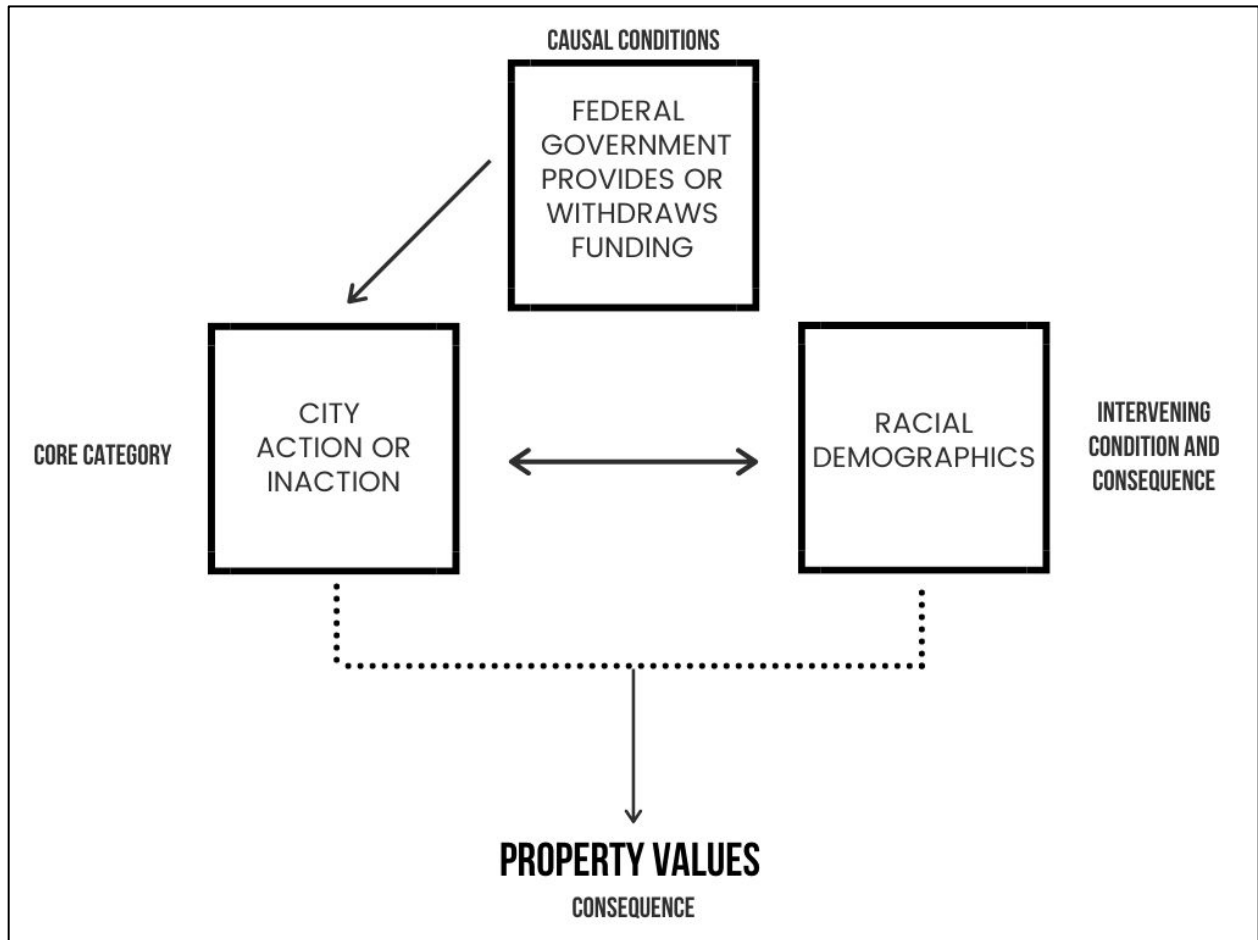 CAUSAL CONDITIONS
FEDERAL
GOVERNMENT
PROVIDES OR
WITHDRAWS
FUNDING
CORE CATEGORY
CITY
ACTION OR
INACTION
RACIAL
DEMOGRAPHICS
INTERVENING
CONDITION AND
CONSEQUENCE
PROPERTY VALUES
CONSEQUENCE